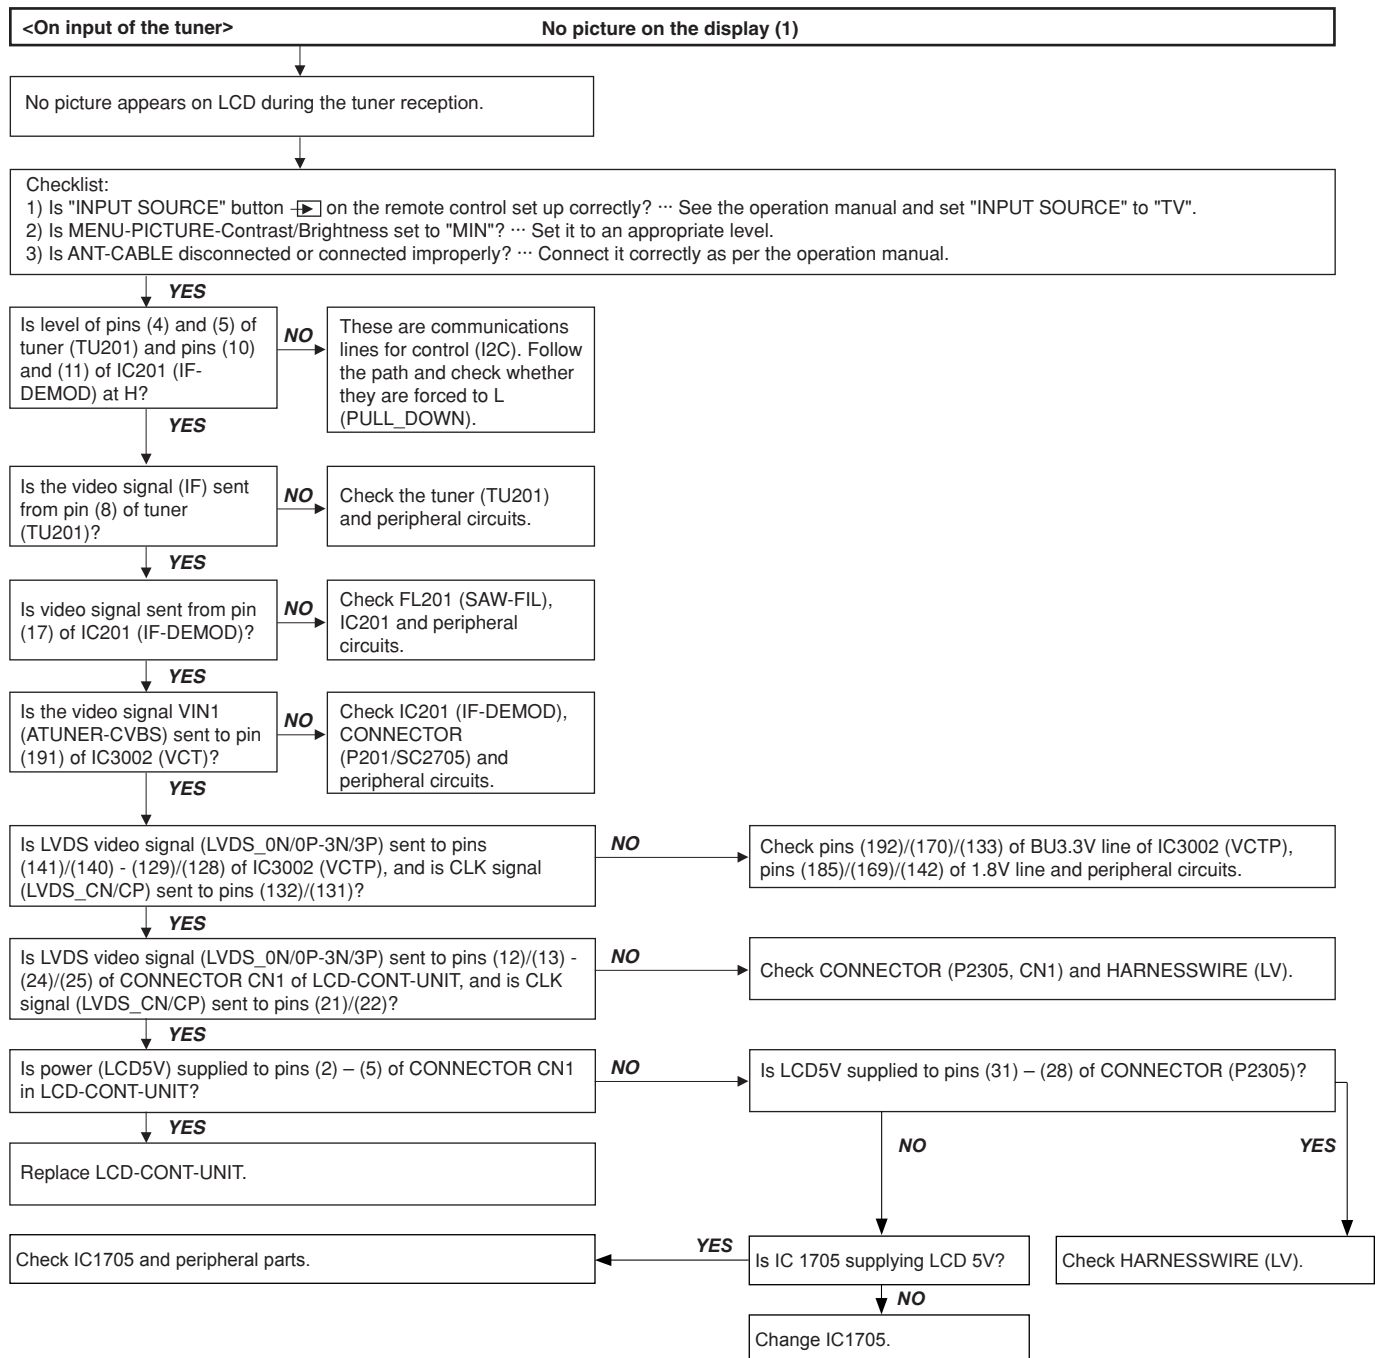 <On input of the tuner> No picture on the display (1)
No picture appears on LCD during the tuner reception.
Checklist:
1) Is "INPUT SOURCE" button on the remote control set up correctly? ··· See the operation manual and set "INPUT SOURCE" to "TV".
2) Is MENU-PICTURE-Contrast/Brightness set to "MIN"? ··· Set it to an appropriate level.
3) Is ANT-CABLE disconnected or connected improperly? ··· Connect it correctly as per the operation manual.
YES
Is level of pins (4) and (5) of
tuner (TU201) and pins (10)
and (11) of IC201 (IF-
DEMOD) at H?
NO
These are communications
lines for control (I2C). Follow
the path and check whether
they are forced to L
(PULL_DOWN).
YES
Is the video signal (IF) sent
from pin (8) of tuner
(TU201)?
NO
Check the tuner (TU201)
and peripheral circuits.
YES
Is video signal sent from pin
(17) of IC201 (IF-DEMOD)?
NO
Check FL201 (SAW-FIL),
IC201 and peripheral
circuits.
YES
Is the video signal VIN1
(ATUNER-CVBS) sent to pin
(191) of IC3002 (VCT)?
NO
Check IC201 (IF-DEMOD),
CONNECTOR
(P201/SC2705) and
peripheral circuits.
YES
Is LVDS video signal (LVDS_0N/0P-3N/3P) sent to pins
(141)/(140) - (129)/(128) of IC3002 (VCTP), and is CLK signal
(LVDS_CN/CP) sent to pins (132)/(131)?
NO
Check pins (192)/(170)/(133) of BU3.3V line of IC3002 (VCTP),
pins (185)/(169)/(142) of 1.8V line and peripheral circuits.
YES
Is LVDS video signal (LVDS_0N/0P-3N/3P) sent to pins (12)/(13) -
(24)/(25) of CONNECTOR CN1 of LCD-CONT-UNIT, and is CLK
signal (LVDS_CN/CP) sent to pins (21)/(22)?
NO
Check CONNECTOR (P2305, CN1) and HARNESSWIRE (LV).
YES
Is power (LCD5V) supplied to pins (2) – (5) of CONNECTOR CN1
in LCD-CONT-UNIT?
NO
Is LCD5V supplied to pins (31) – (28) of CONNECTOR (P2305)?
YES
NO
YES
Replace LCD-CONT-UNIT.
Check IC1705 and peripheral parts.
YES
Is IC 1705 supplying LCD 5V?
Check HARNESSWIRE (LV).
NO
Change IC1705.